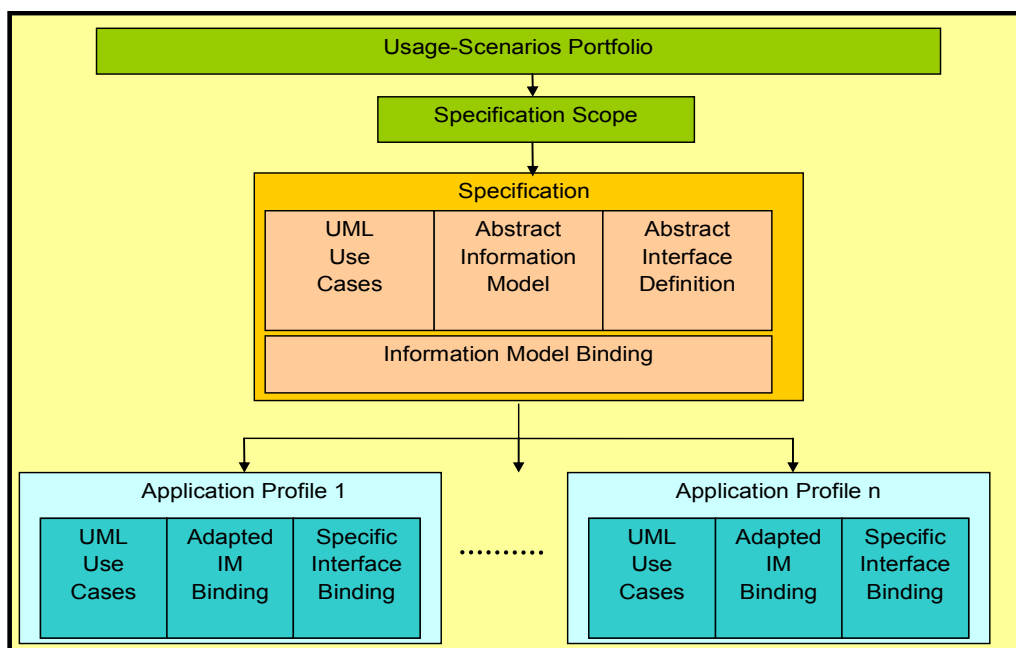 Usage-Scenarios Portfolio
Specification Scope
Specification
UML
Use
Cases
Abstract
Information
Model
Abstract
Interface
Definition
Information Model Binding
Application Profile 1
UML
Use
Cases
Adapted
IM
Binding
Specific
Interface
Binding
..........
Application Profile n
UML
Use
Cases
Adapted
IM
Binding
Specific
Interface
Binding